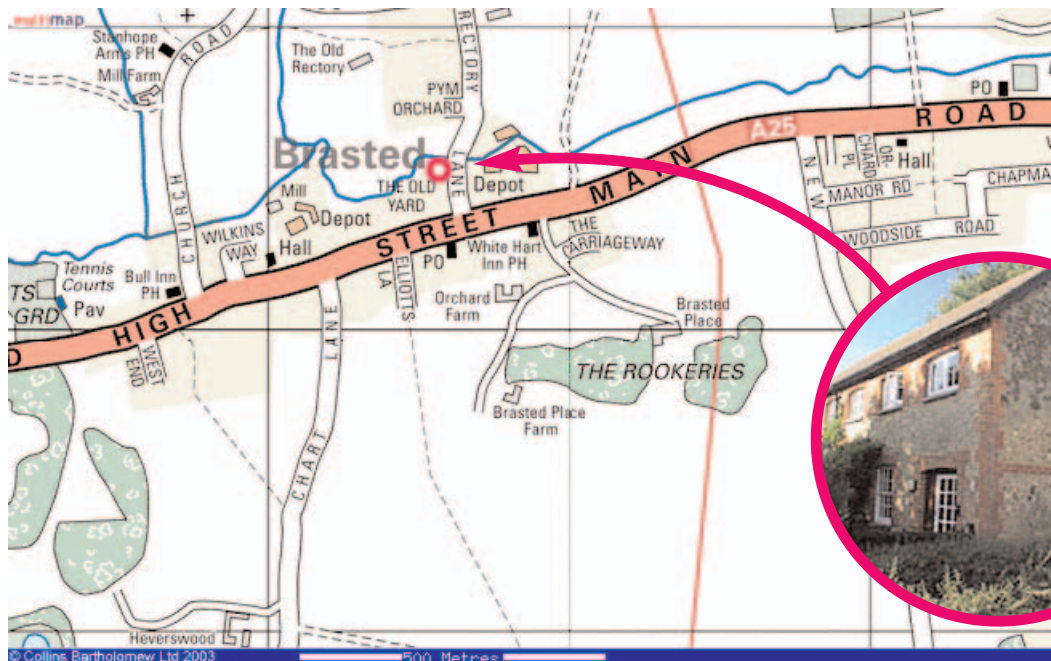 map
Stanhope
Arms PH
ROAD
Mill Farm
The Old
Rectory
RECTORY
LANE
PYM
ORCHARD
Brasted
THE OLD
YARD
Depot
Mill
Depot
WILKINS
WAY
Hall
CHURCH
Tennis
Courts
Pav
TS
GRD
Bull Inn
PH
HIGH STREET
MAIN ROAD
A25
PO
White Hart
Inn PH
THE
CARRIAGEWAY
ELLIOTTS
LA
Orchard
Farm
Brasted
Place
THE ROOKERIES
Brasted Place
Farm
WEST
END
CHART LANE
Heverswood
PO
Hall
OR-
CHARD
PL
NEW
MANOR RD
CHAPMA
WOODSIDE ROAD
D
© Collins Bartholomew Ltd 2003
500 Metres